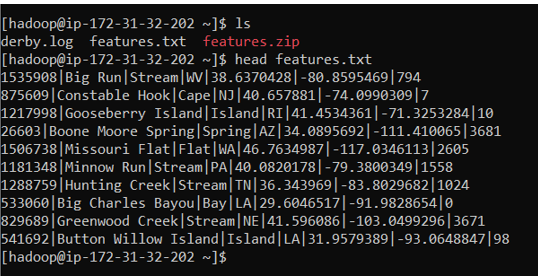 [hadoop@ip-172-31-32-202 ~]$ ls
derby.log  features.txt  features.zip
[hadoop@ip-172-31-32-202 ~]$ head features.txt
1535908|Big Run|Stream|WV|38.6370428|-80.8595469|794
875609|Constable Hook|Cape|NJ|40.657881|-74.0990309|7
1217998|Gooseberry Island|Island|RI|41.4534361|-71.3253284|10
26603|Boone Moore Spring|Spring|AZ|34.0895692|-111.410065|3681
1506738|Missouri Flat|Flat|WA|46.7634987|-117.0346113|2605
1181348|Minnow Run|Stream|PA|40.0820178|-79.3800349|1558
1288759|Hunting Creek|Stream|TN|36.343969|-83.8029682|1024
533060|Big Charles Bayou|Bay|LA|29.6046517|-91.9828654|0
829689|Greenwood Creek|Stream|NE|41.596086|-103.0499296|3671
541692|Button Willow Island|Island|LA|31.9579389|-93.0648847|98
[hadoop@ip-172-31-32-202 ~]$